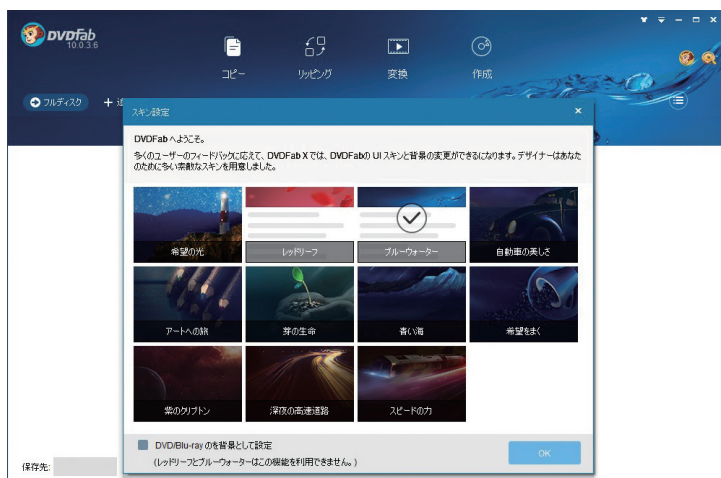 DVDFab
10.0.3.6
コピー
リッピング
変換
作成
フルディスク
スキン設定
DVDFab へようこそ。
多くのユーザーのフィードバックに応えて、DVDFab X では、DVDFabの UI スキンと背景の変更ができるになります。デザイナーはあなた
のために多い素敵なスキンを用意しました。
希望の光
レッドリーフ
ブルーウォーター
自動車の美しさ
アートへの旅
芽の生命
青い海
希望をまく
紫のクリプトン
深夜の高速道路
スピードの力
DVD/Blu-ray のを背景として設定
(レッドリーフとブルーウォーターはこの機能を利用できません。)
OK
保存先: